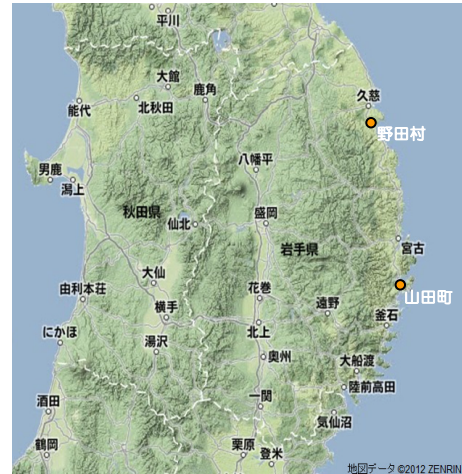 平川
大館
鹿角
能代
北秋田
久慈
野田村
八幡平
男鹿
潟上
秋田県
仙北
盛岡
岩手県
宮古
大仙
山田町
由利本荘
花巻
遠野
横手
釜石
にかほ
北上
湯沢
奥州
大船渡
陸前高田
酒田
一関
気仙沼
鶴岡
栗原
登米
地図データ ©2012 ZENRIN